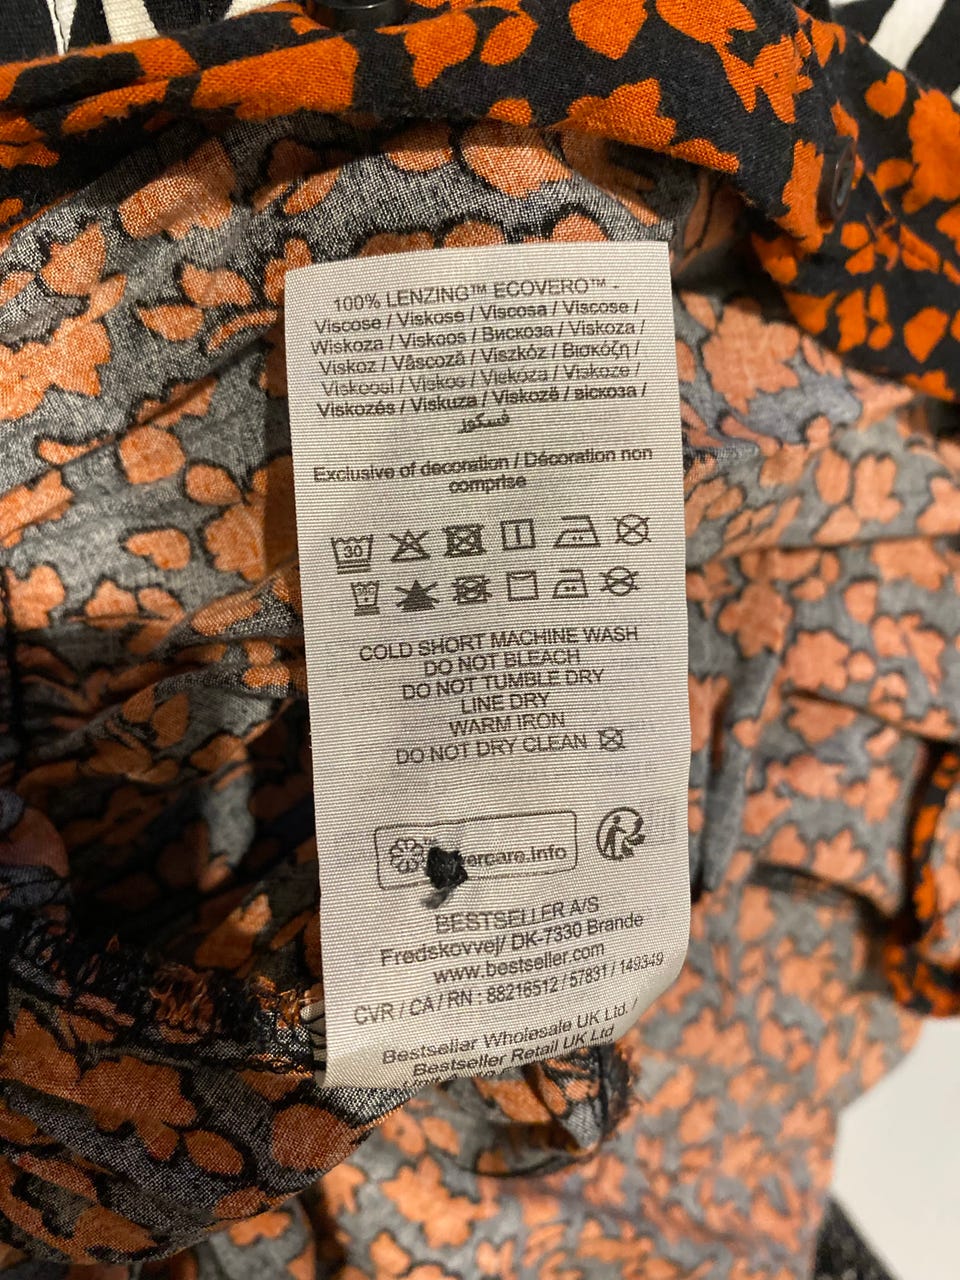 100% LENZING™ ECOVERO™ -
Viscose / Viskose / Viscosa / Viscose /
Wiskoza / Viskoos / Вискоза / Viskoza /
Viskoz / Vâscoză / Viszkóz / Βισκόζη /
Viskoosi / Viskos / Viskóza / Viskoze /
Viskozés / Viskuza / Viskozë / віскоза /
فسكوز
Exclusive of decoration / Décoration non
comprise
30
COLD SHORT MACHINE WASH
DO NOT BLEACH
DO NOT TUMBLE DRY
LINE DRY
WARM IRON
DO NOT DRY CLEAN
BESTSELLER A/S
Fredskovvej/ DK-7330 Brande
www.bestseller.com
CVR / CA / RN : 88216512 / 57831 / 149349
Bestseller Wholesale UK Ltd. /
Bestseller Retail UK Ltd